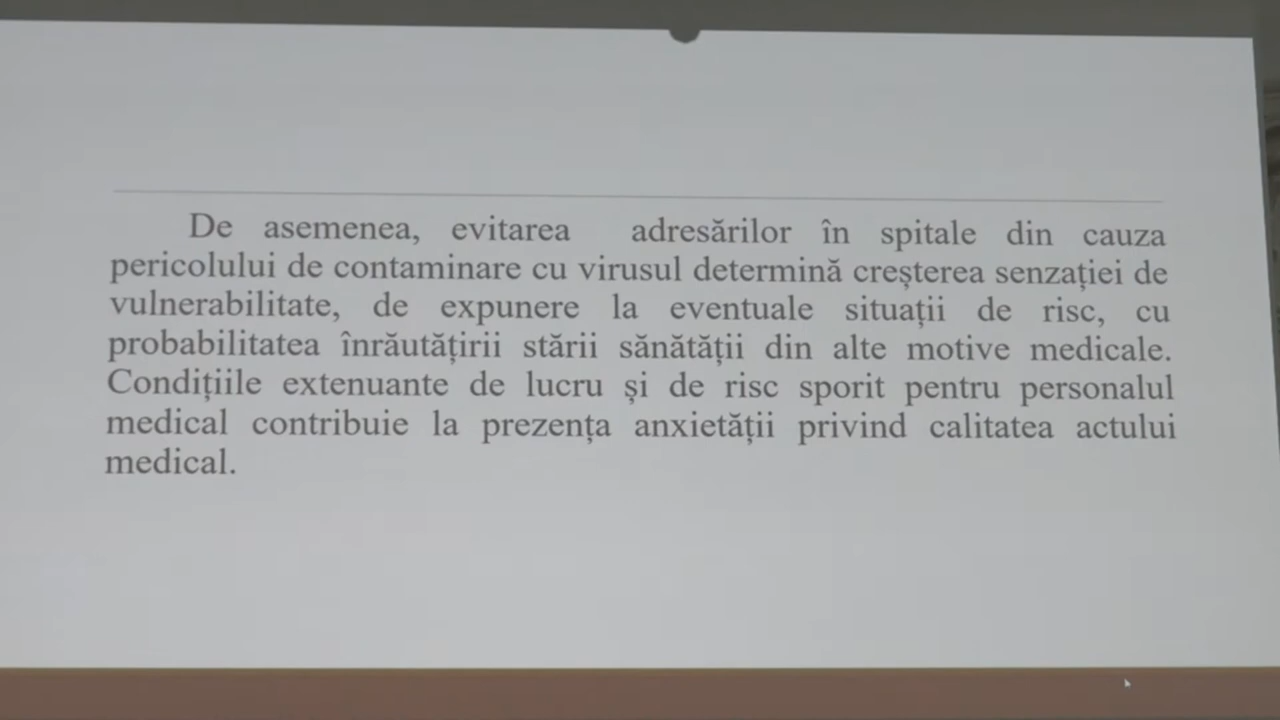 De asemenea, evitarea adresărilor în spitale din cauza
pericolului de contaminare cu virusul determină creșterea senzației de
vulnerabilitate, de expunere la eventuale situații de risc, cu
probabilitatea înrăutățirii stării sănătății din alte motive medicale.
Condițiile extenuante de lucru și de risc sporit pentru personalul
medical contribuie la prezența anxietății privind calitatea actului
medical.